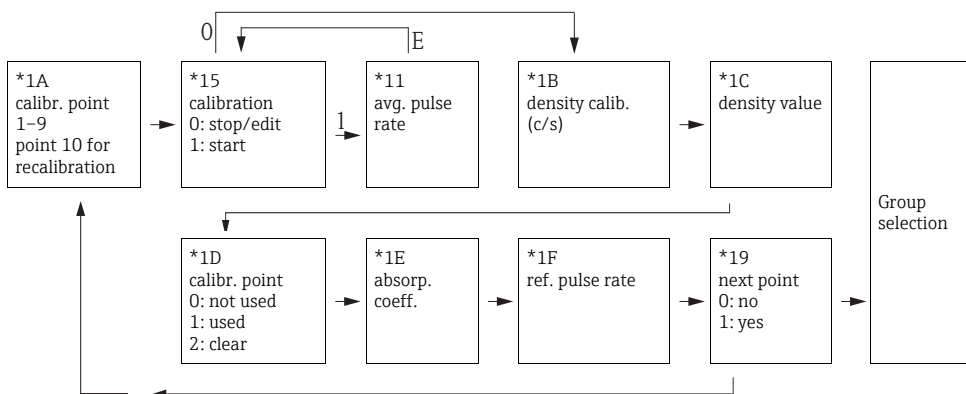 0
E
*1A
calibr. point
1–9
point 10 for
recalibration
*15
calibration
0: stop/edit
1: start
1
*11
avg. pulse
rate
*1B
density calib.
(c/s)
*1C
density value
Group
selection
*1D
calibr. point
0: not used
1: used
2: clear
*1E
absorp.
coeff.
*1F
ref. pulse rate
*19
next point
0: no
1: yes